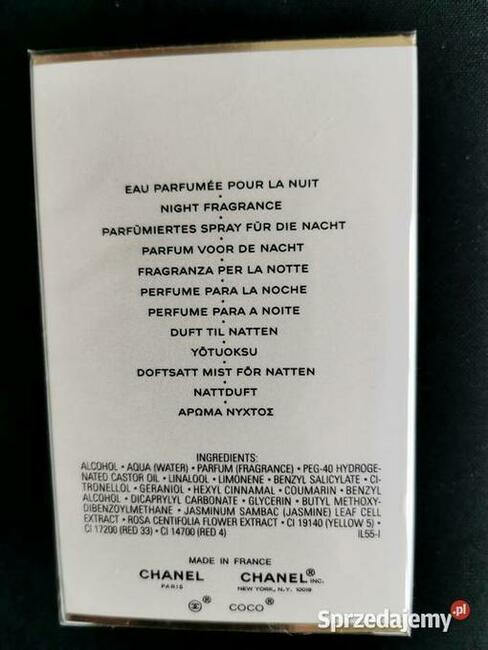 EAU PARFUMÉE POUR LA NUIT
NIGHT FRAGRANCE
PARFÜMIERTES SPRAY FÜR DIE NACHT
PARFUM VOOR DE NACHT
FRAGRANZA PER LA NOTTE
PERFUME PARA LA NOCHE
PERFUME PARA A NOITE
DUFT TIL NATTEN
YÖTUOKSU
DOFTSATT MIST FÖR NATTEN
NATTDUFT
ΑΡΩΜΑ ΝΥΧΤΟΣ
INGREDIENTS:
ALCOHOL • AQUA (WATER) • PARFUM (FRAGRANCE) • PEG-40 HYDROGE-
NATED CASTOR OIL • LINALOOL • LIMONENE • BENZYL SALICYLATE • CI-
TRONELLOL • GERANIOL • HEXYL CINNAMAL • COUMARIN • BENZYL
ALCOHOL • DICAPRYLYL CARBONATE • GLYCERIN • BUTYL METHOXY-
DIBENZOYLMETHANE • JASMINUM SAMBAC (JASMINE) LEAF CELL
EXTRACT • ROSA CENTIFOLIA FLOWER EXTRACT • CI 19140 (YELLOW 5) •
CI 17200 (RED 33) • CI 14700 (RED 4) IL55-I
MADE IN FRANCE
CHANEL CHANEL® INC.
PARIS NEW YORK, N.Y. 10019
® COCO®
Sprzedajemy.pl